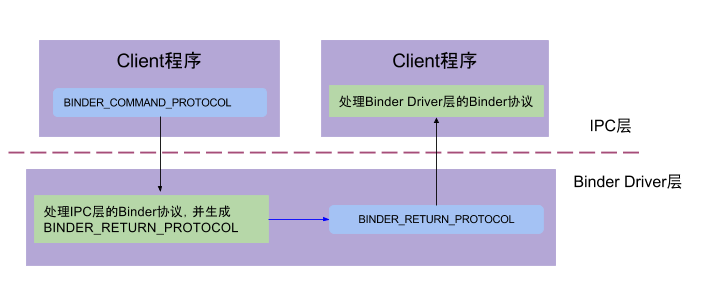 Client程序
Client程序
BINDER_COMMAND_PROTOCOL
处理Binder Driver层的Binder协议
IPC层
Binder Driver层
处理IPC层的Binder协议, 并生成
BINDER_RETURN_PROTOCOL
BINDER_RETURN_PROTOCOL